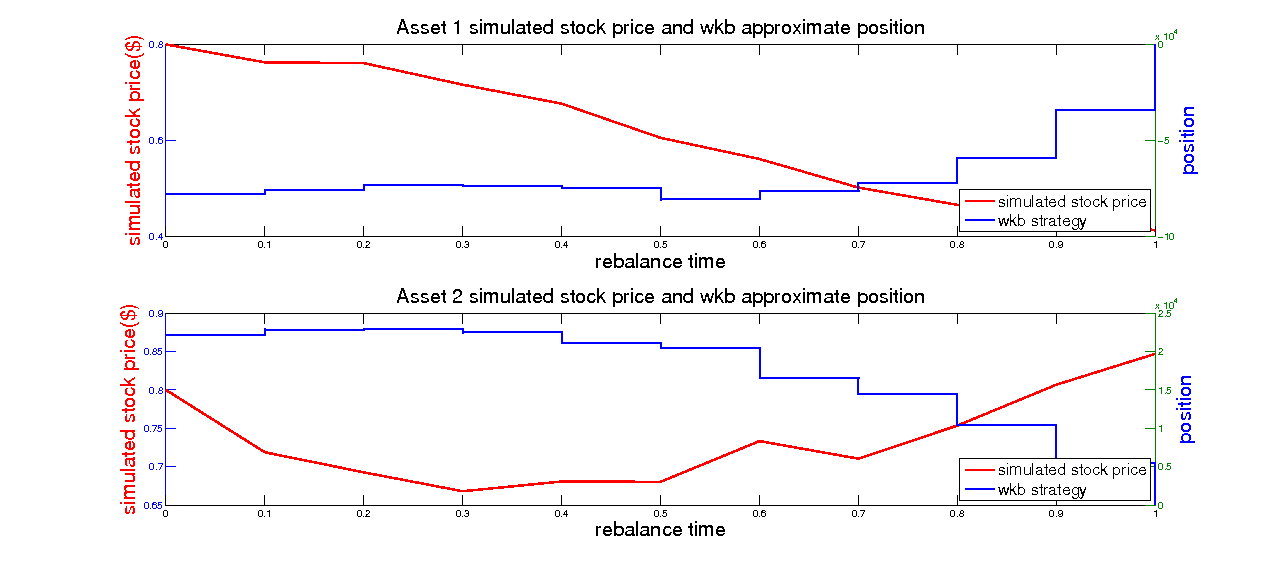 Asset 1 simulated stock price and wkb approximate position
x 10^4
simulated stock price($)
0.8
0.6
0.4
0
-5
-10
position
simulated stock price
wkb strategy
0 0.1 0.2 0.3 0.4 0.5 0.6 0.7 0.8 0.9 1
rebalance time
Asset 2 simulated stock price and wkb approximate position
x 10^4
simulated stock price($)
0.9
0.85
0.8
0.75
0.7
0.65
2.5
2
1.5
1
0.5
0
position
simulated stock price
wkb strategy
0 0.1 0.2 0.3 0.4 0.5 0.6 0.7 0.8 0.9 1
rebalance time